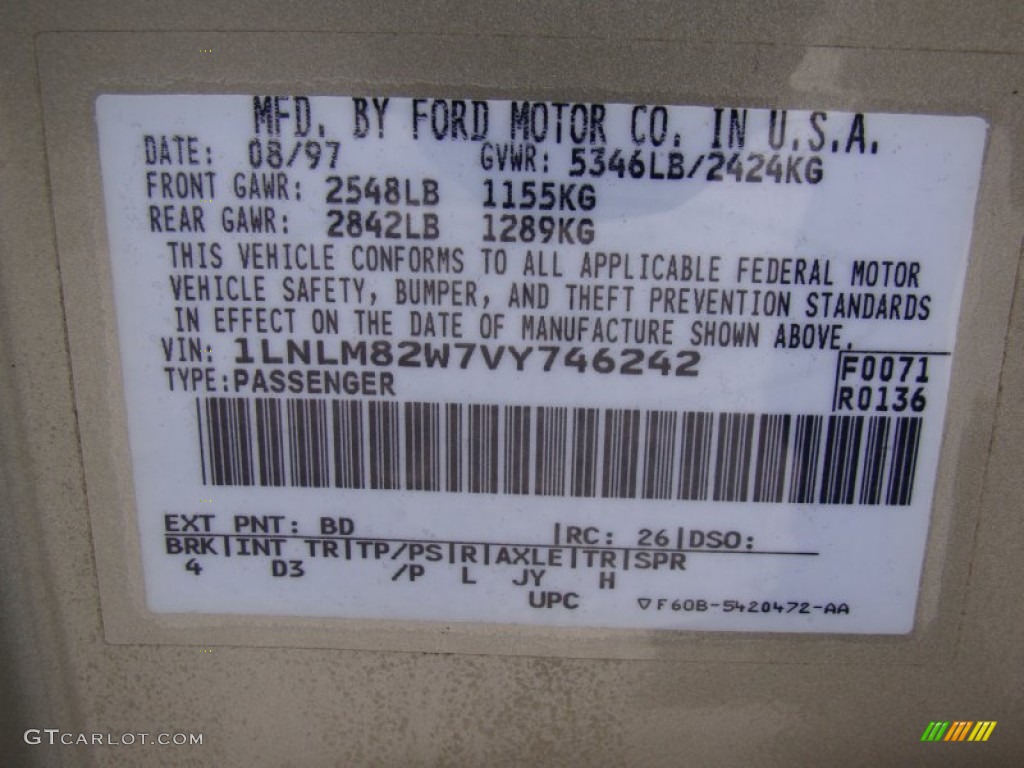 MFD. BY FORD MOTOR CO. IN U.S.A.
DATE: 08/97 GVWR: 5346LB/2424KG
FRONT GAWR: 2548LB 1155KG
REAR GAWR: 2842LB 1289KG
THIS VEHICLE CONFORMS TO ALL APPLICABLE FEDERAL MOTOR
VEHICLE SAFETY, BUMPER, AND THEFT PREVENTION STANDARDS
IN EFFECT ON THE DATE OF MANUFACTURE SHOWN ABOVE.
VIN: 1LNLM82W7VY746242
TYPE:PASSENGER
F0071
R0136
EXT PNT: BD |RC: 26|DSO:
BRK|INT TR|TP/PS|R|AXLE|TR|SPR
4 D3 /P L JY H
UPC ▽F60B-5420472-AA
GTCARLOT.COM